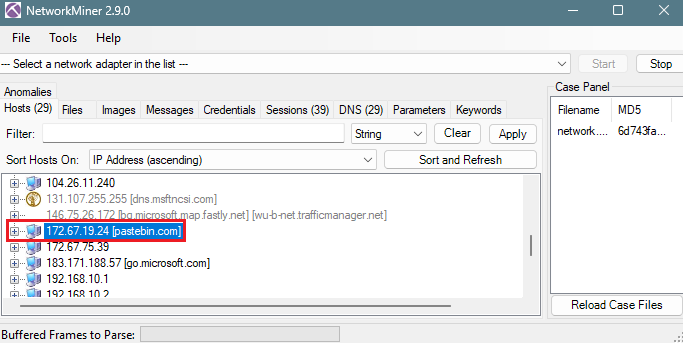 NetworkMiner 2.9.0
File Tools Help
--- Select a network adapter in the list --- Start Stop
Anomalies
Hosts (29) Files Images Messages Credentials Sessions (39) DNS (29) Parameters Keywords
Filter: String Clear Apply
Sort Hosts On: IP Address (ascending) Sort and Refresh
104.26.11.240
131.107.255.255 [dns.msftncsi.com]
146.75.26.172 [bg.microsoft.map.fastly.net] [wu-b-net.trafficmanager.net]
172.67.19.24 [pastebin.com]
172.67.75.39
183.171.188.57 [go.microsoft.com]
192.168.10.1
192.168.10.2
Case Panel
Filename MD5
network.... 6d743fa...
Reload Case Files
Buffered Frames to Parse: